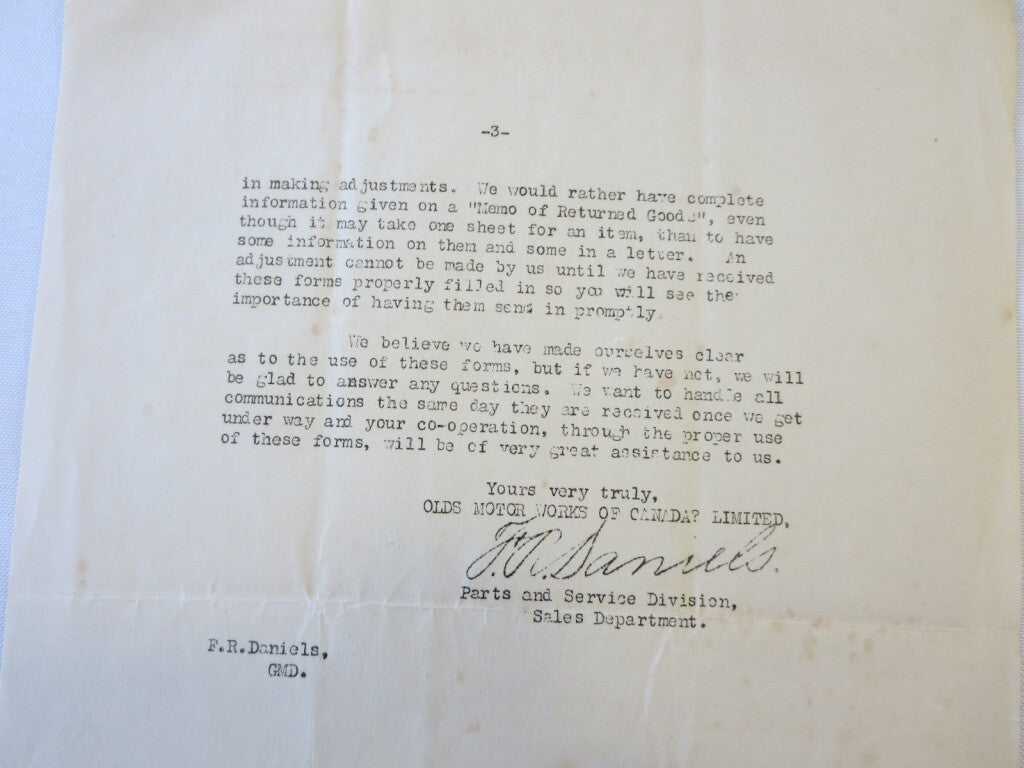 -3-
in making adjustments. We would rather have complete
information given on a "Memo of Returned Goods", even
though it may take one sheet for an item, than to have
some information on them and some in a letter. An
adjustment cannot be made by us until we have received
these forms properly filled in so you will see the
importance of having them send in promptly.
We believe we have made ourselves clear
as to the use of these forms, but if we have not, we will
be glad to answer any questions. We want to handle all
communications the same day they are received once we get
under way and your co-operation, through the proper use
of these forms, will be of very great assistance to us.
Yours very truly,
OLDS MOTOR WORKS OF CANADA? LIMITED,
F.R. Daniels.
Parts and Service Division,
Sales Department.
F.R.Daniels,
GMD.